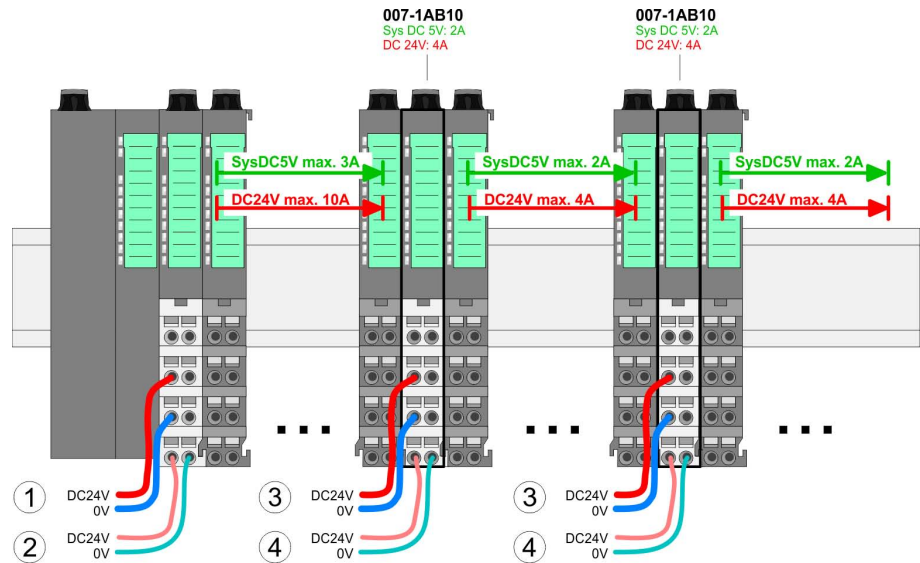 007-1AB10
Sys DC 5V: 2A
DC 24V: 4A
007-1AB10
Sys DC 5V: 2A
DC 24V: 4A
SysDC5V max. 3A
SysDC5V max. 2A
SysDC5V max. 2A
DC24V max. 10A
DC24V max. 4A
DC24V max. 4A
1
DC24V
0V
2
DC24V
0V
3
DC24V
0V
4
DC24V
0V
3
DC24V
0V
4
DC24V
0V